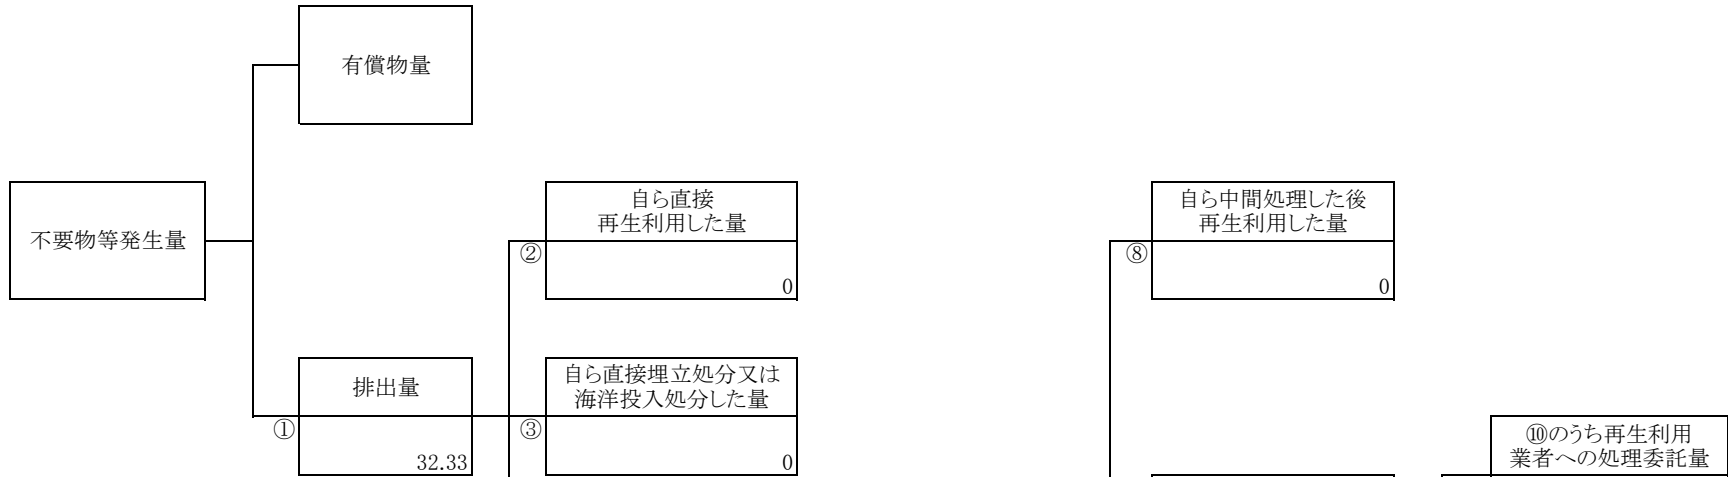 有償物量
不要物等発生量
自ら直接
再生利用した量
②
0
自ら中間処理した後
再生利用した量
⑧
0
排出量
①
32.33
自ら直接埋立処分又は
海洋投入処分した量
③
0
⑩のうち再生利用
業者への処理委託量